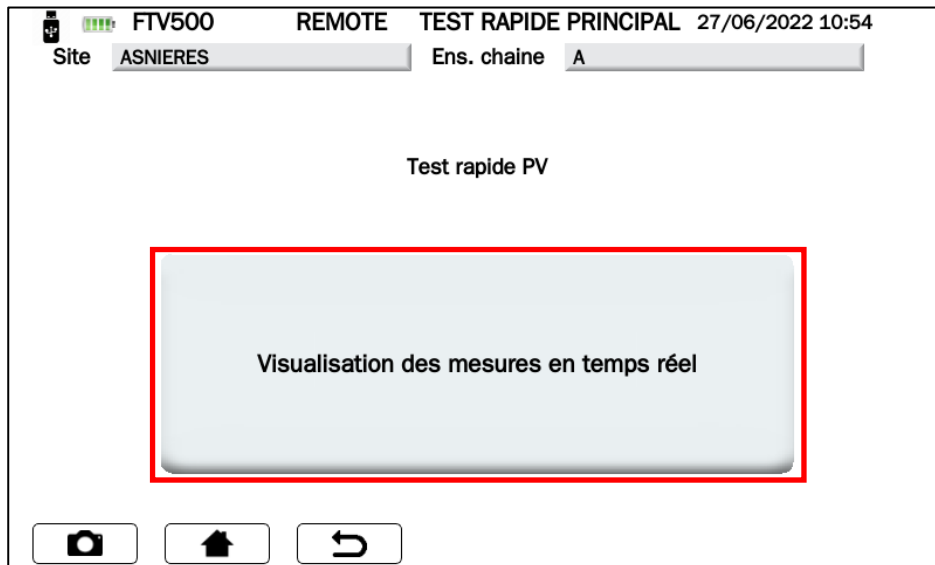 FTV500 REMOTE TEST RAPIDE PRINCIPAL 27/06/2022 10:54
Site ASNIERES Ens. chaine A
Test rapide PV
Visualisation des mesures en temps réel